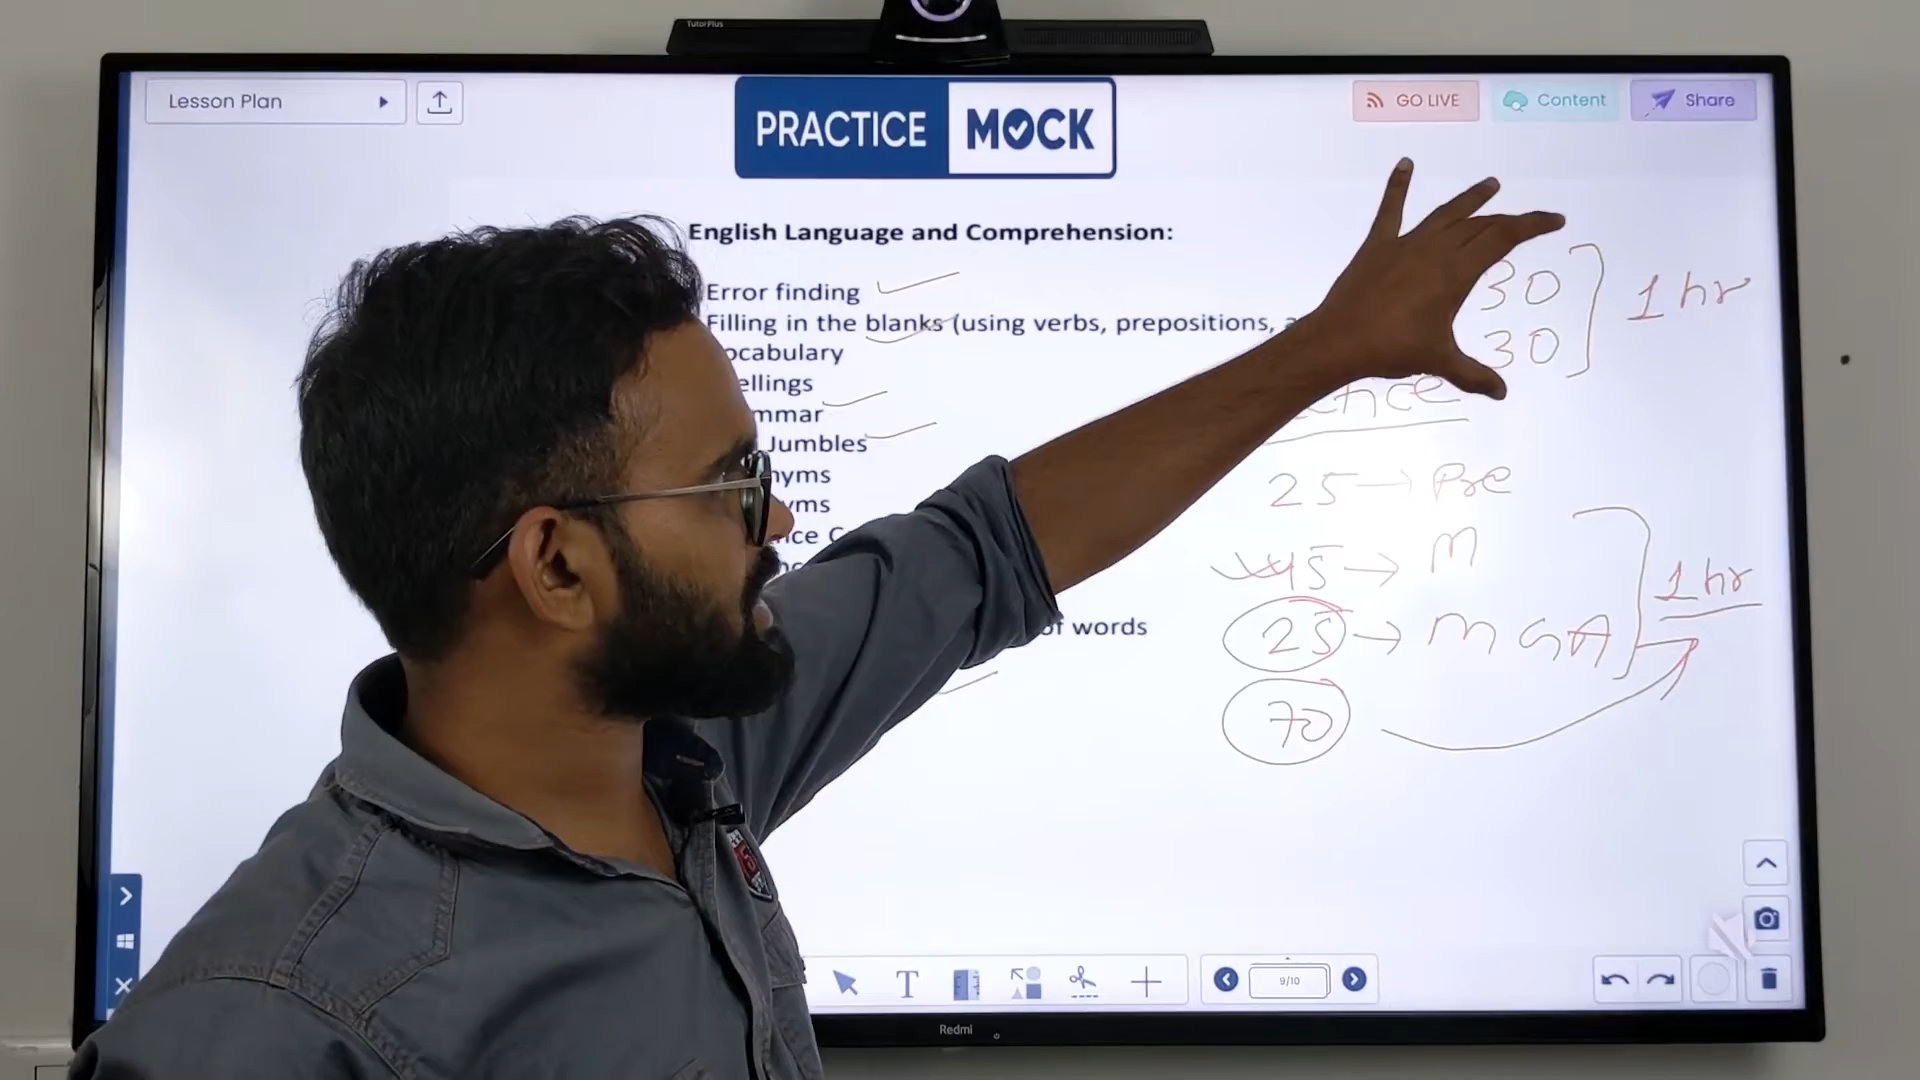 TutorPlus
Lesson Plan
PRACTICE MOCK
GO LIVE
Content
Share
English Language and Comprehension:
Error finding
Filling in the blanks (using verbs, prepositions,
ocabulary
ellings
mmar
Jumbles
nyms
yms
nce C
of words
30
30
1 hr
25 → Pre
45 → M
25 → M GA
70
1 hr
9/10
Redmi